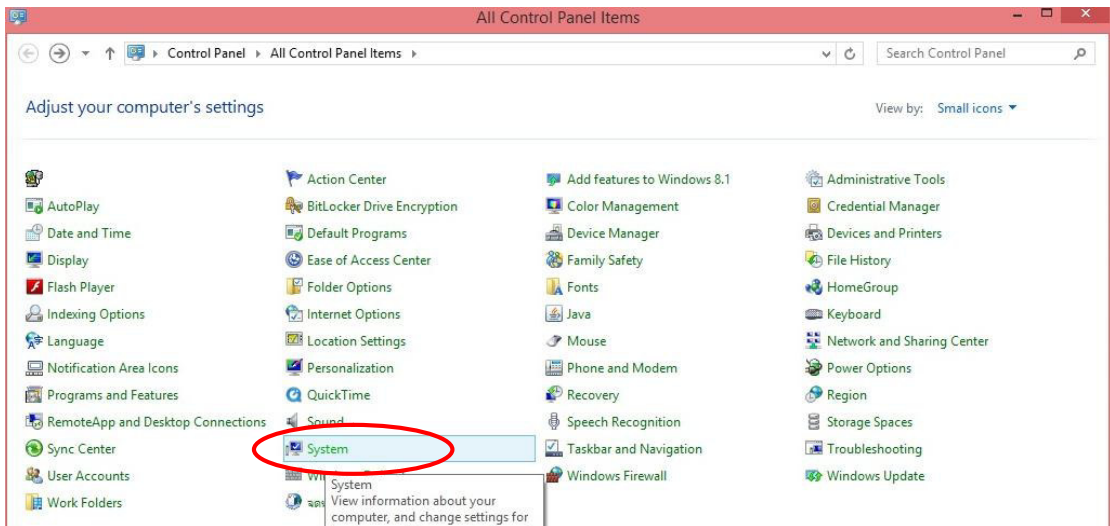 All Control Panel Items
Control Panel All Control Panel Items Search Control Panel
Adjust your computer's settings View by: Small icons
Action Center Add features to Windows 8.1 Administrative Tools
AutoPlay BitLocker Drive Encryption Color Management Credential Manager
Date and Time Default Programs Device Manager Devices and Printers
Display Ease of Access Center Family Safety File History
Flash Player Folder Options Fonts HomeGroup
Indexing Options Internet Options Java Keyboard
Language Location Settings Mouse Network and Sharing Center
Notification Area Icons Personalization Phone and Modem Power Options
Programs and Features QuickTime Recovery Region
RemoteApp and Desktop Connections Sound Speech Recognition Storage Spaces
Sync Center System Taskbar and Navigation Troubleshooting
User Accounts Windows Firewall Windows Update
Work Folders
System
View information about your
computer, and change settings for